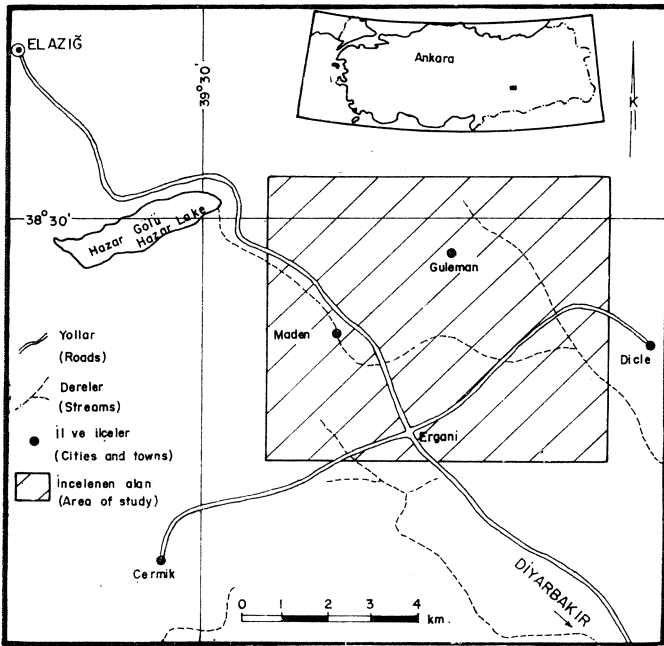 ELAZIĞ
39°30'
Ankara
K
38°30'
Hazar Gölü
Hazar Lake
Guleman
Maden
Dicle
Ergani
Yollar
(Roads)
Dereler
(Streams)
İl ve ilçeler
(Cities and towns)
İncelenen alan
(Area of study)
Çermik
DİYARBAKIR
0 1 2 3 4
km.